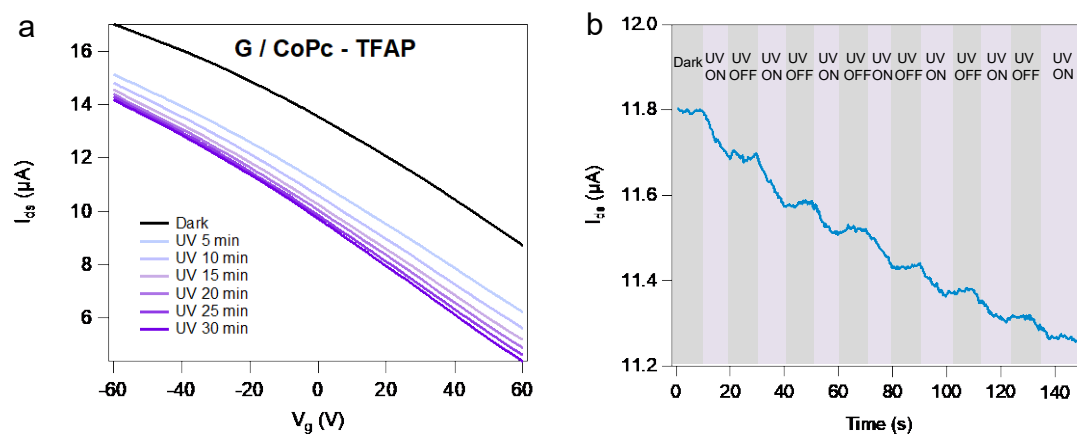 a
G / CoPc - TFAP
16
14
12
10
8
6
Ids (µA)
Dark
UV 5 min
UV 10 min
UV 15 min
UV 20 min
UV 25 min
UV 30 min
-60
-40
-20
0
20
40
60
Vg (V)
b
12.0
11.8
11.6
11.4
11.2
Ids (µA)
Dark
UV
ON
UV
OFF
UV
ON
UV
OFF
UV
ON
UV
OFF
UV
ON
UV
OFF
UV
ON
UV
OFF
UV
ON
UV
OFF
UV
ON
0
20
40
60
80
100
120
140
Time (s)